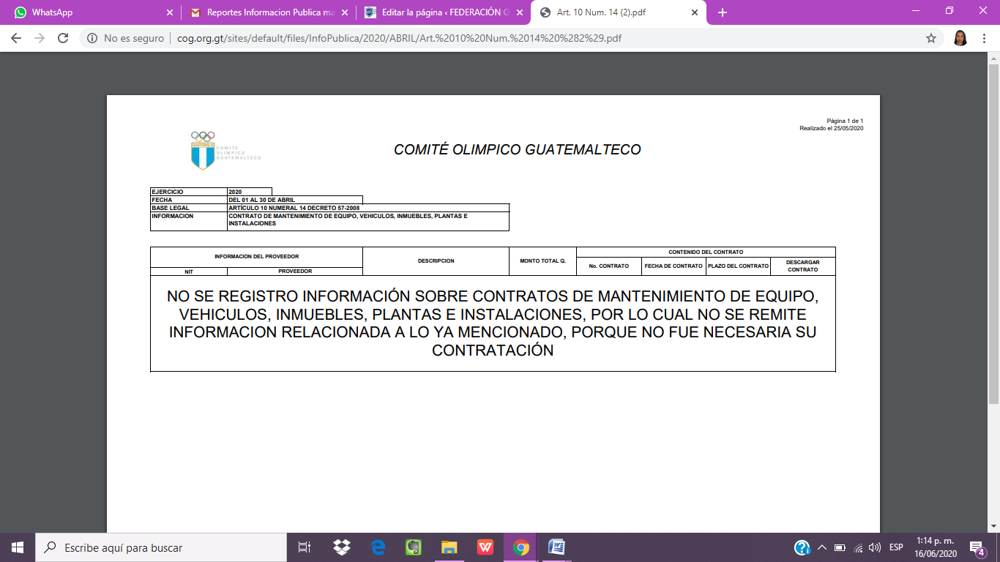 WhatsApp
Reportes Informacion Publica ma
Editar la página ‹ FEDERACIÓN G
Art. 10 Num. 14 (2).pdf
No es seguro
cog.org.gt/sites/default/files/InfoPublica/2020/ABRIL/Art.%2010%20Num.%2014%20%282%29.pdf
Página 1 de 1
Realizado el 25/05/2020
GUATEMALA
COMITE
OLIMPICO
GUATEMALTECO
COMITÉ OLIMPICO GUATEMALTECO
EJERCICIO 2020
FECHA DEL 01 AL 30 DE ABRIL
BASE LEGAL ARTÍCULO 10 NUMERAL 14 DECRETO 57-2008
INFORMACION CONTRATO DE MANTENIMIENTO DE EQUIPO, VEHICULOS, INMUEBLES, PLANTAS E
INSTALACIONES
INFORMACION DEL PROVEEDOR
NIT
PROVEEDOR
DESCRIPCION
MONTO TOTAL Q.
CONTENIDO DEL CONTRATO
No. CONTRATO
FECHA DE CONTRATO
PLAZO DEL CONTRATO
DESCARGAR
CONTRATO
NO SE REGISTRO INFORMACIÓN SOBRE CONTRATOS DE MANTENIMIENTO DE EQUIPO,
VEHICULOS, INMUEBLES, PLANTAS E INSTALACIONES, POR LO CUAL NO SE REMITE
INFORMACION RELACIONADA A LO YA MENCIONADO, PORQUE NO FUE NECESARIA SU
CONTRATACIÓN
Escribe aquí para buscar
ESP
1:14 p. m.
16/06/2020
4